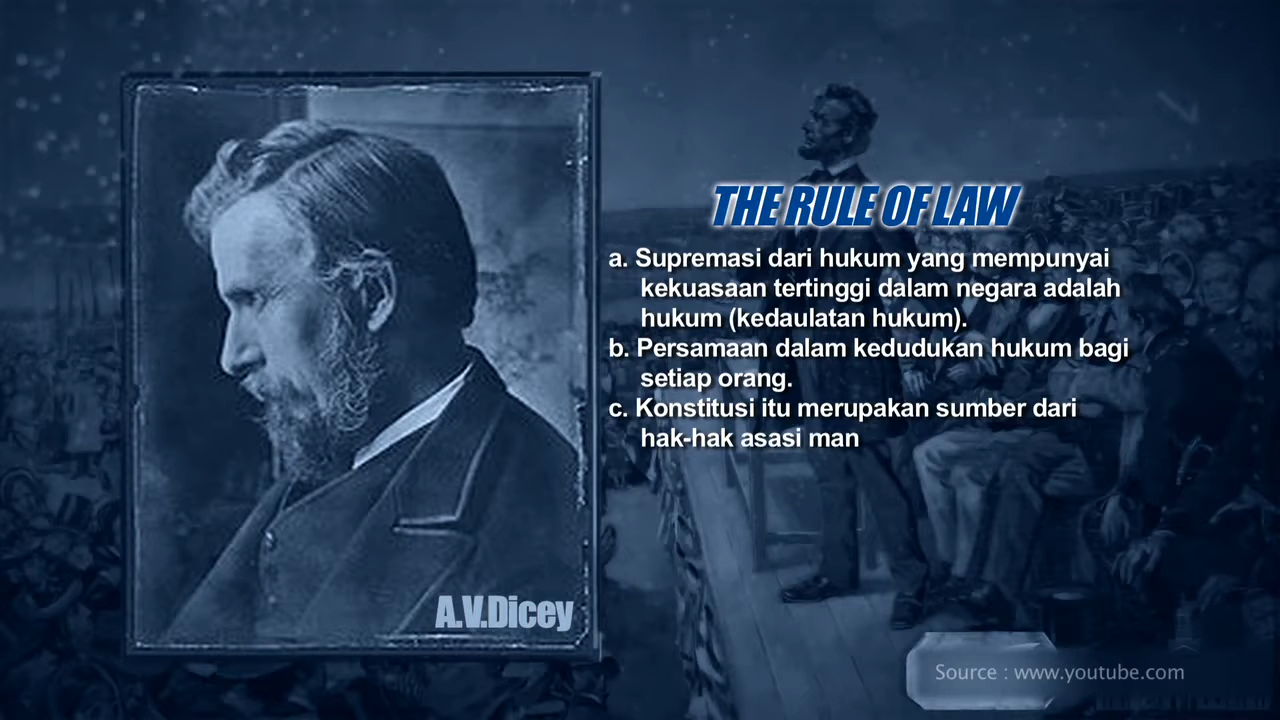 THE RULE OF LAW
a. Supremasi dari hukum yang mempunyai
kekuasaan tertinggi dalam negara adalah
hukum (kedaulatan hukum).
b. Persamaan dalam kedudukan hukum bagi
setiap orang.
c. Konstitusi itu merupakan sumber dari
hak-hak asasi man
A.V.Dicey
Source : www.youtube.com